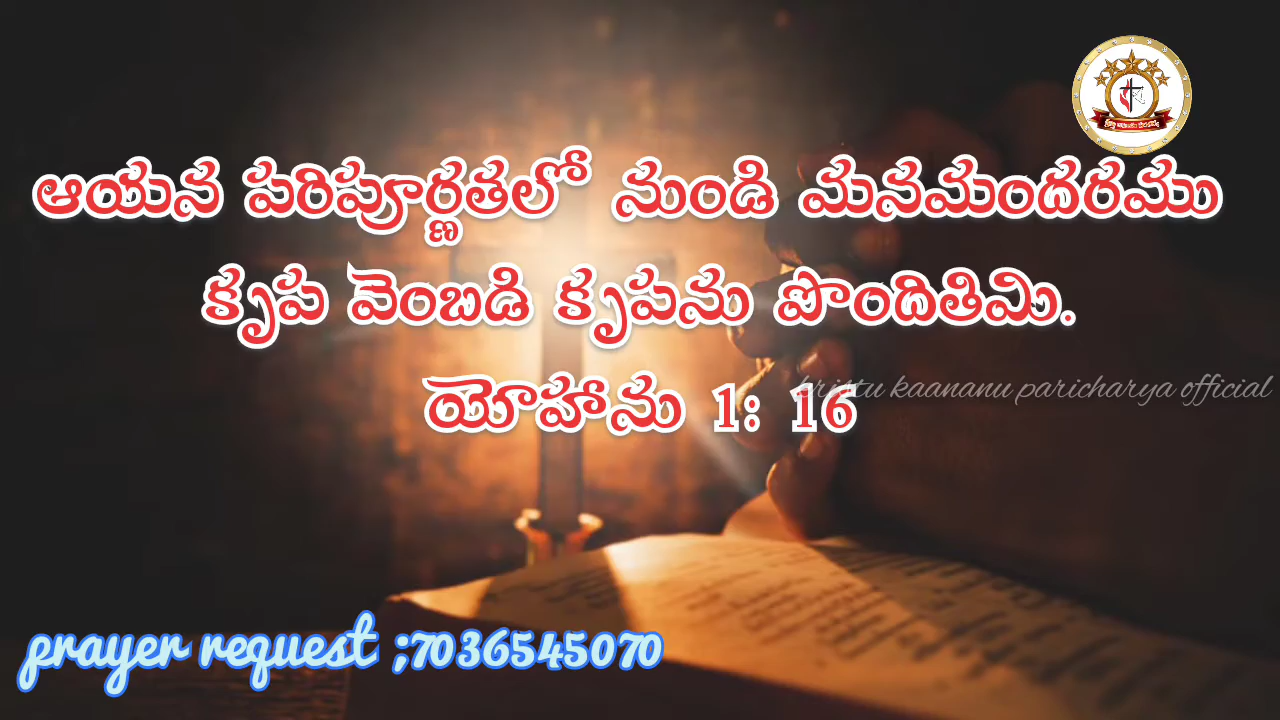 ఆయన పరిపూర్ణతలో నుండి మనమందరము
కృప వెంబడి కృపను పొందితిమి.
యోహాను 1: 16
kristu kaananu paricharya official
prayer request ;7036545070